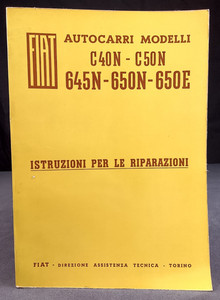 FIAT
AUTOCARRI MODELLI
C40N - C50N
645N-650N-650E
ISTRUZIONI PER LE RIPARAZIONI
FIAT - DIREZIONE ASSISTENZA TECNICA - TORINO